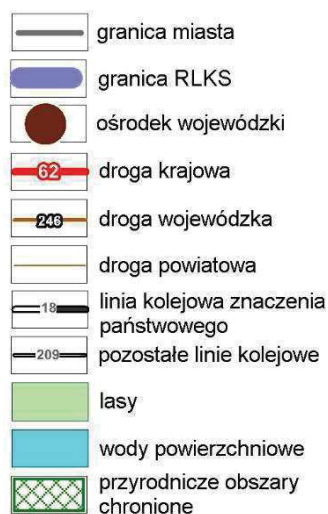 granica miasta
granica RLKS
ośrodek wojewódzki
62 droga krajowa
246 droga wojewódzka
droga powiatowa
18 linia kolejowa znaczenia
państwowego
209 pozostałe linie kolejowe
lasy
wody powierzchniowe
przyrodnicze obszary
chronione